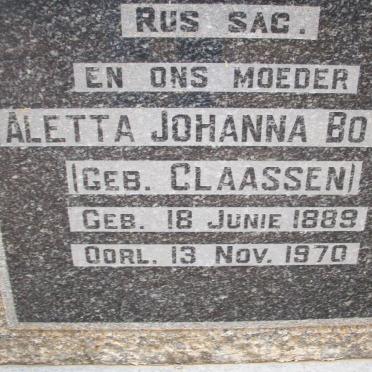 RUS SAG.
EN ONS MOEDER
ALETTA JOHANNA BO
(GEB. CLAASSEN)
GEB. 18 JUNIE 1889
OORL. 13 NOV. 1970